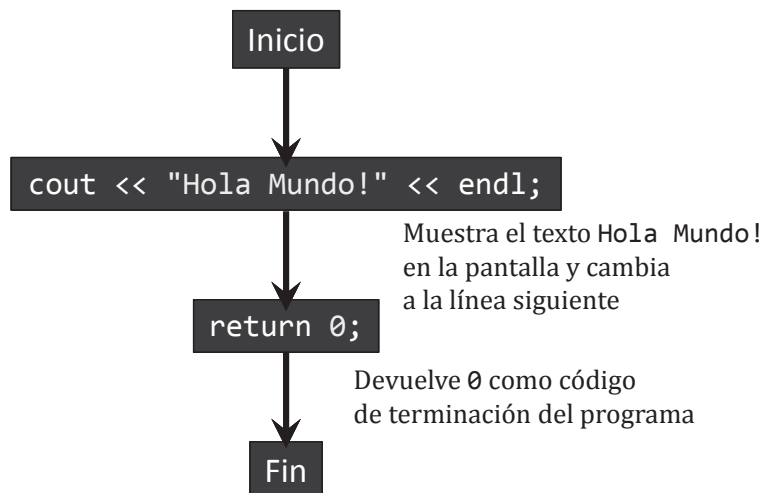 Inicio
cout << "Hola Mundo!" << endl;
Muestra el texto Hola Mundo!
en la pantalla y cambia
a la línea siguiente
return 0;
Devuelve 0 como código
de terminación del programa
Fin